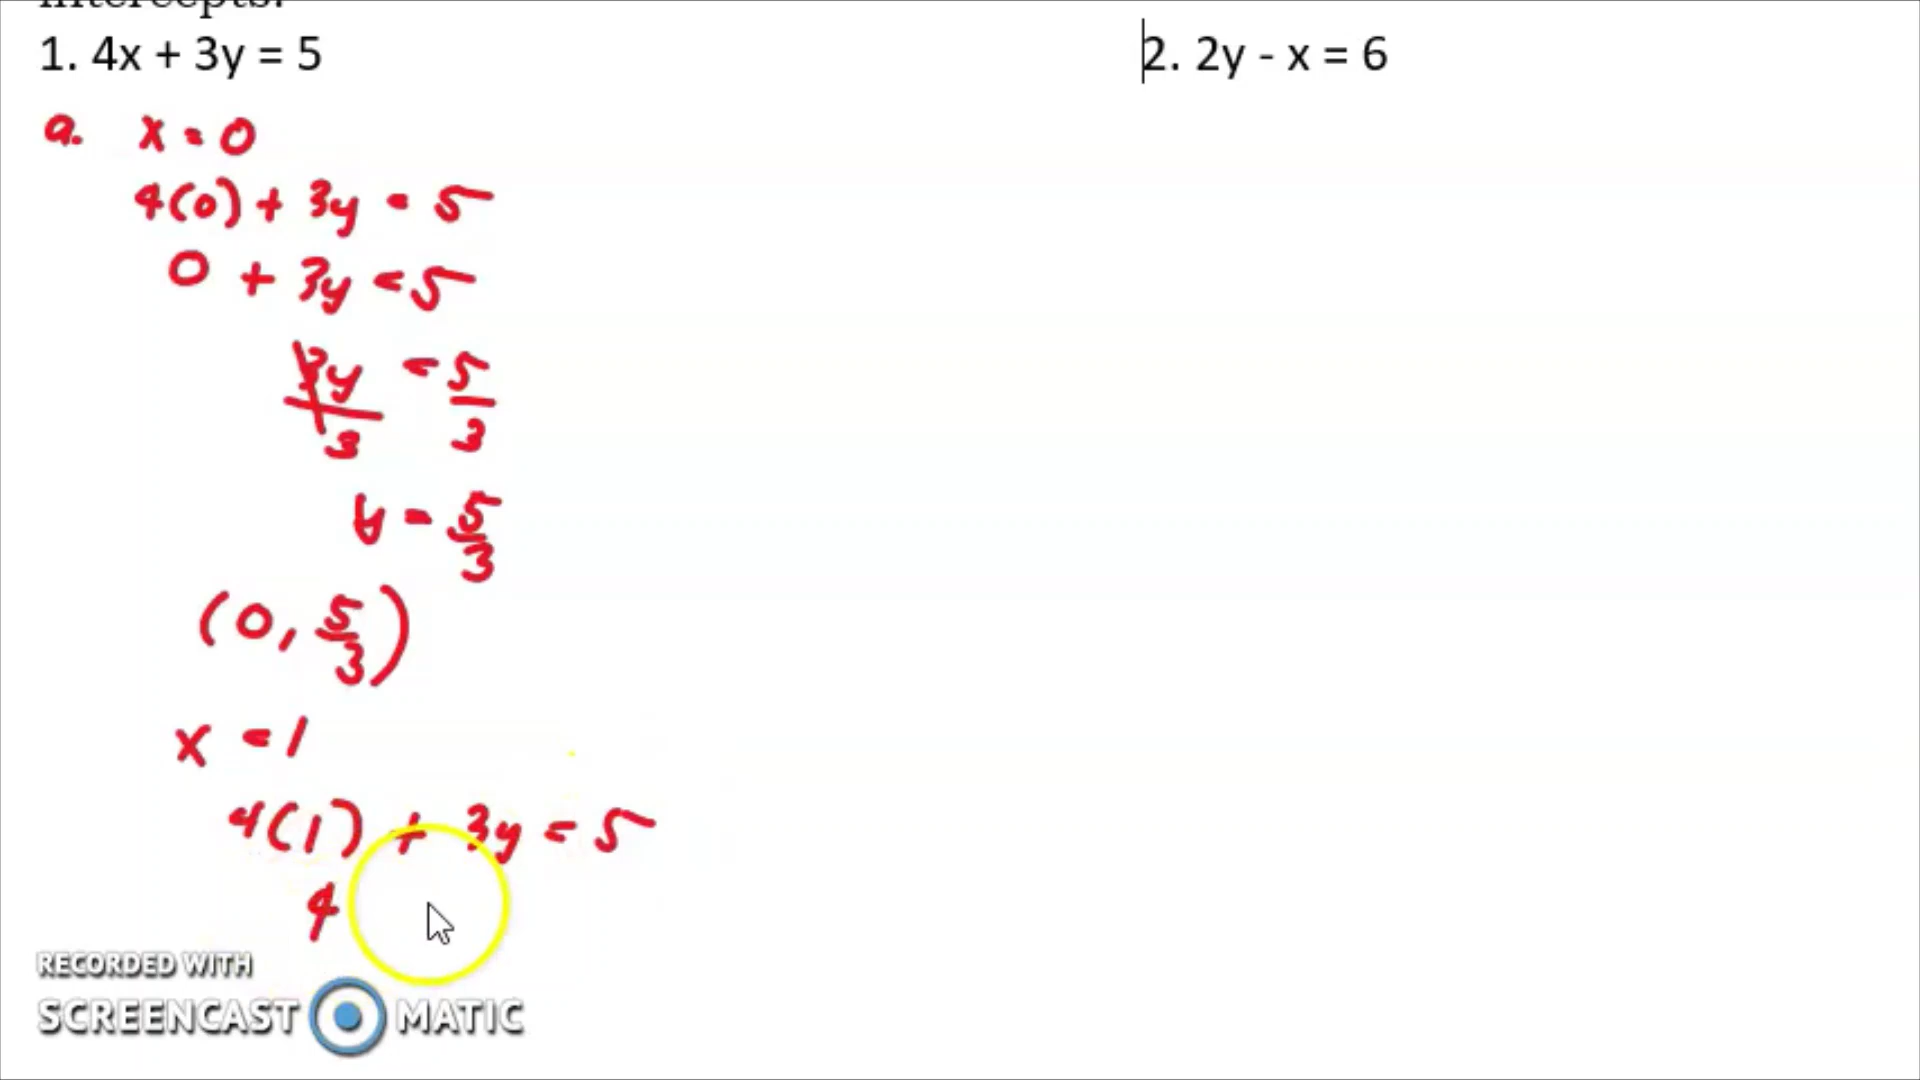 intercepts.
1. 4x + 3y = 5
2. 2y - x = 6
a. x = 0
4(0) + 3y = 5
0 + 3y = 5
3y/3 = 5/3
y = 5/3
(0, 5/3)
x = 1
4(1) + 3y = 5
4
RECORDED WITH
SCREENCAST MATIC